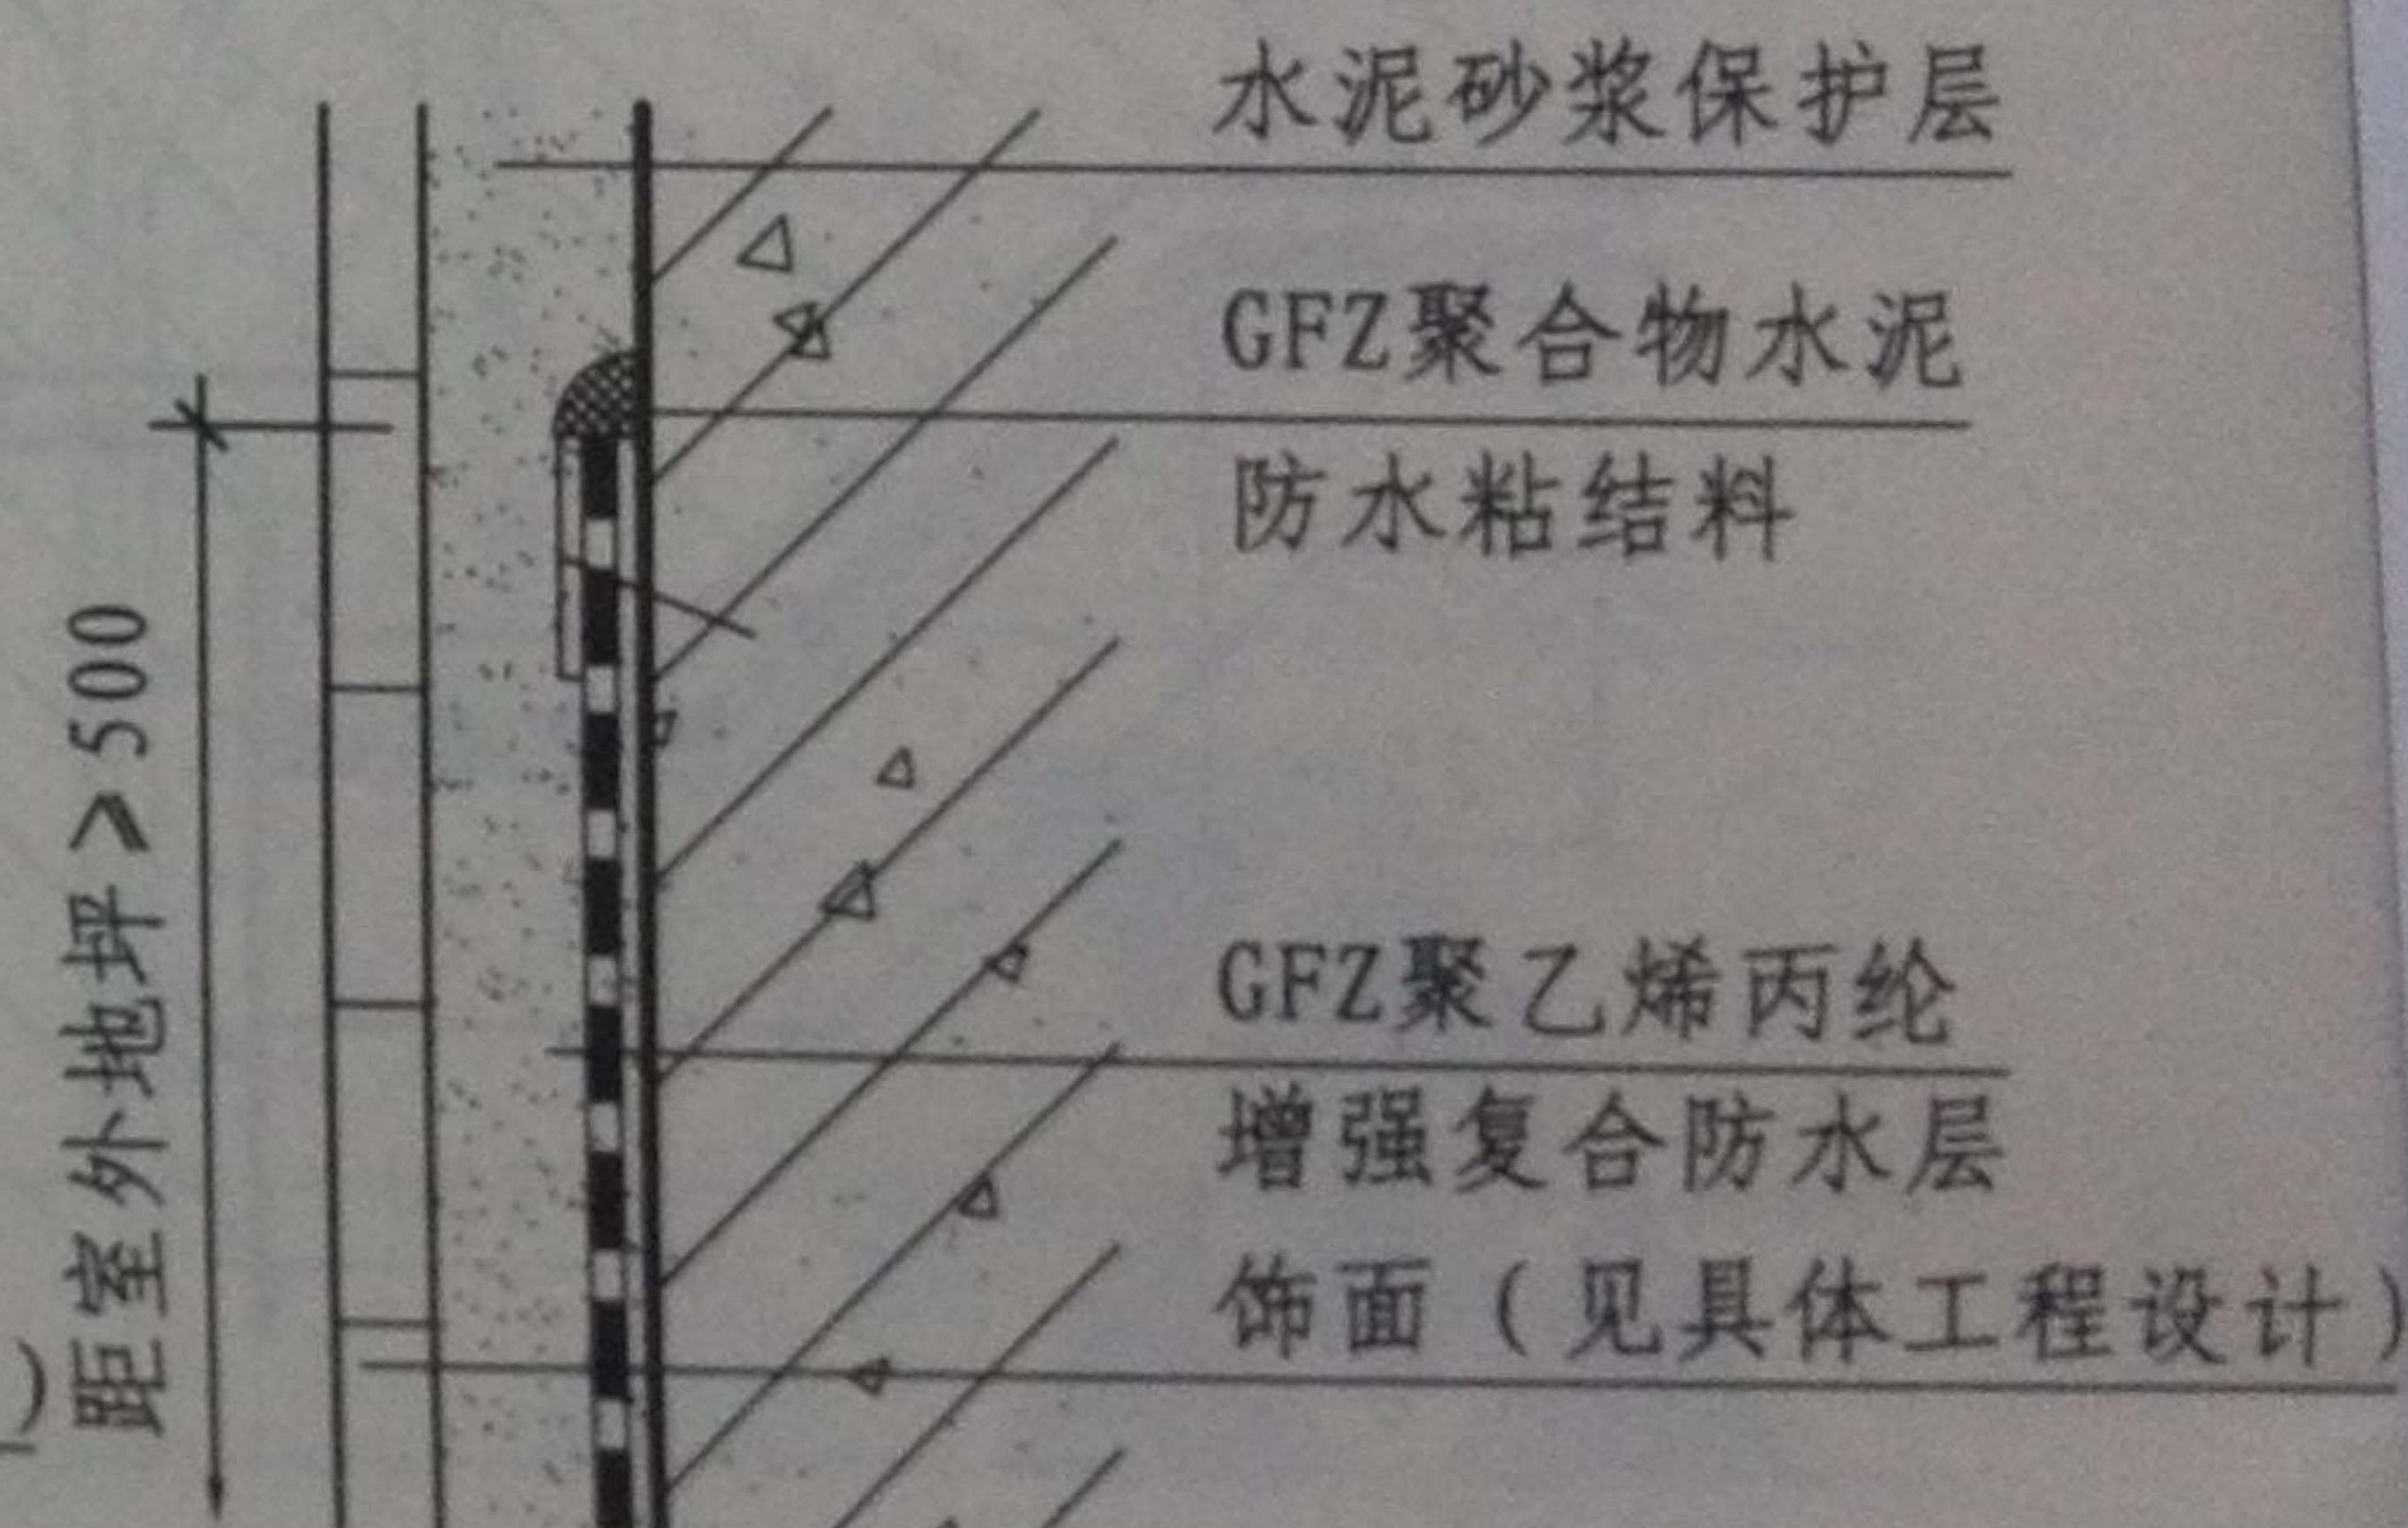 水泥砂浆保护层
GFZ聚合物水泥
防水粘结料
GFZ聚乙烯丙纶
增强复合防水层
饰面（见具体工程设计）
距室外地坪≥500